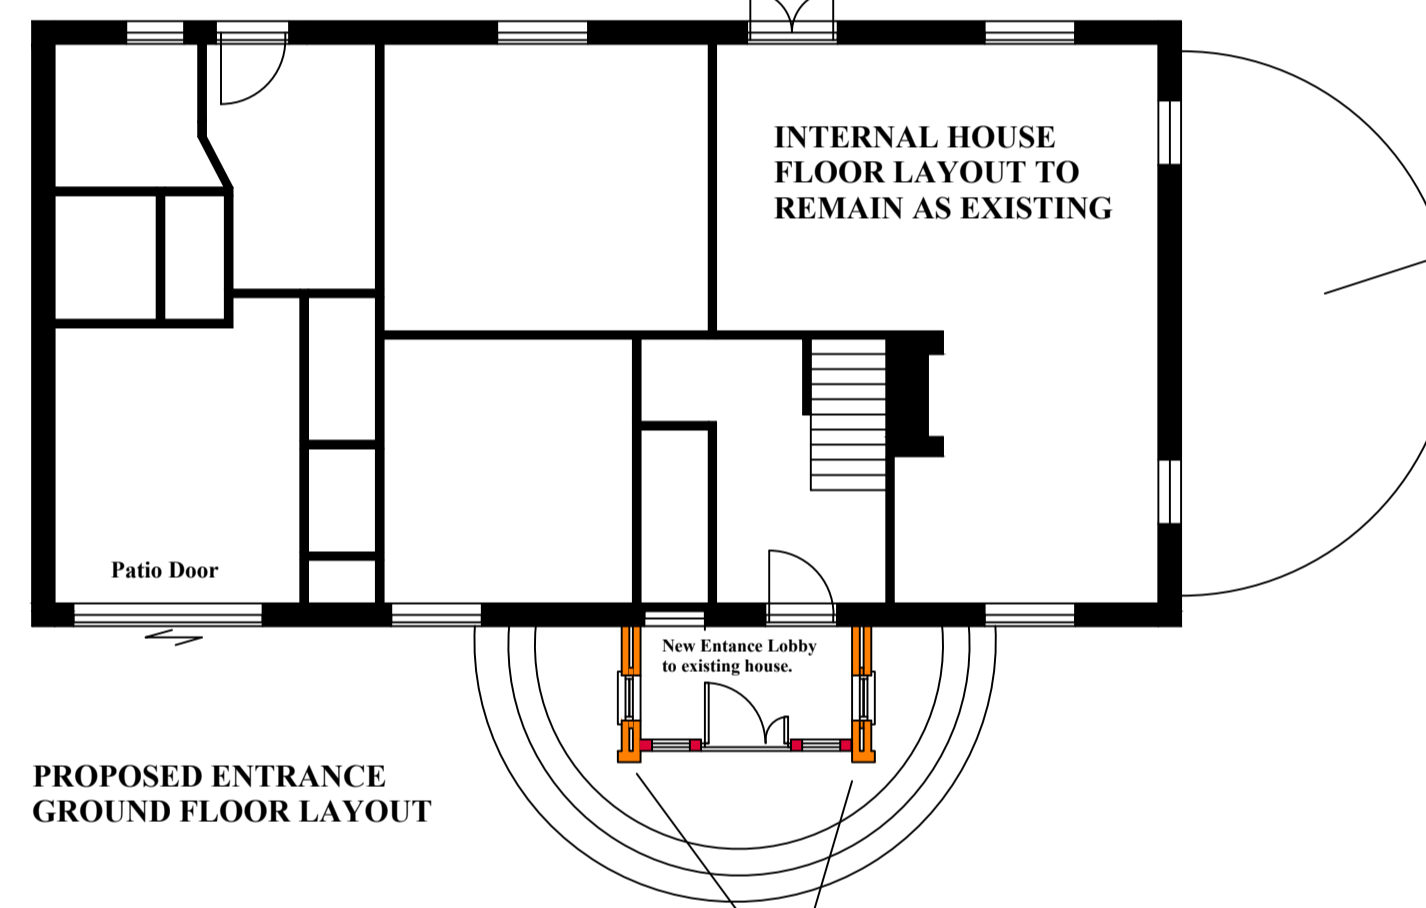 INTERNAL HOUSE
FLOOR LAYOUT TO
REMAIN AS EXISTING
Patio Door
New Entance Lobby
to existing house.
PROPOSED ENTRANCE
GROUND FLOOR LAYOUT